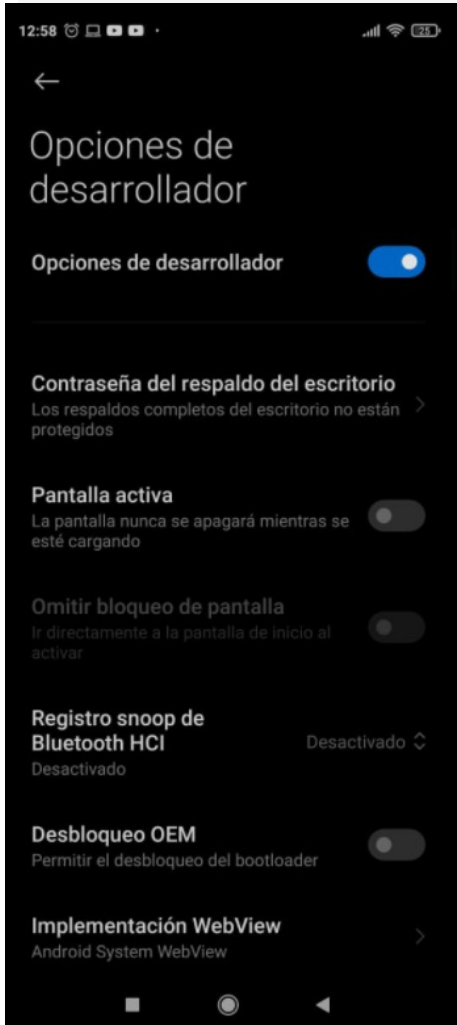 12:58
25
Opciones de
desarrollador
Opciones de desarrollador
Contraseña del respaldo del escritorio
Los respaldos completos del escritorio no están
protegidos
Pantalla activa
La pantalla nunca se apagará mientras se
esté cargando
Omitir bloqueo de pantalla
Ir directamente a la pantalla de inicio al
activar
Registro snoop de
Bluetooth HCI
Desactivado
Desactivado
Desbloqueo OEM
Permitir el desbloqueo del bootloader
Implementación WebView
Android System WebView